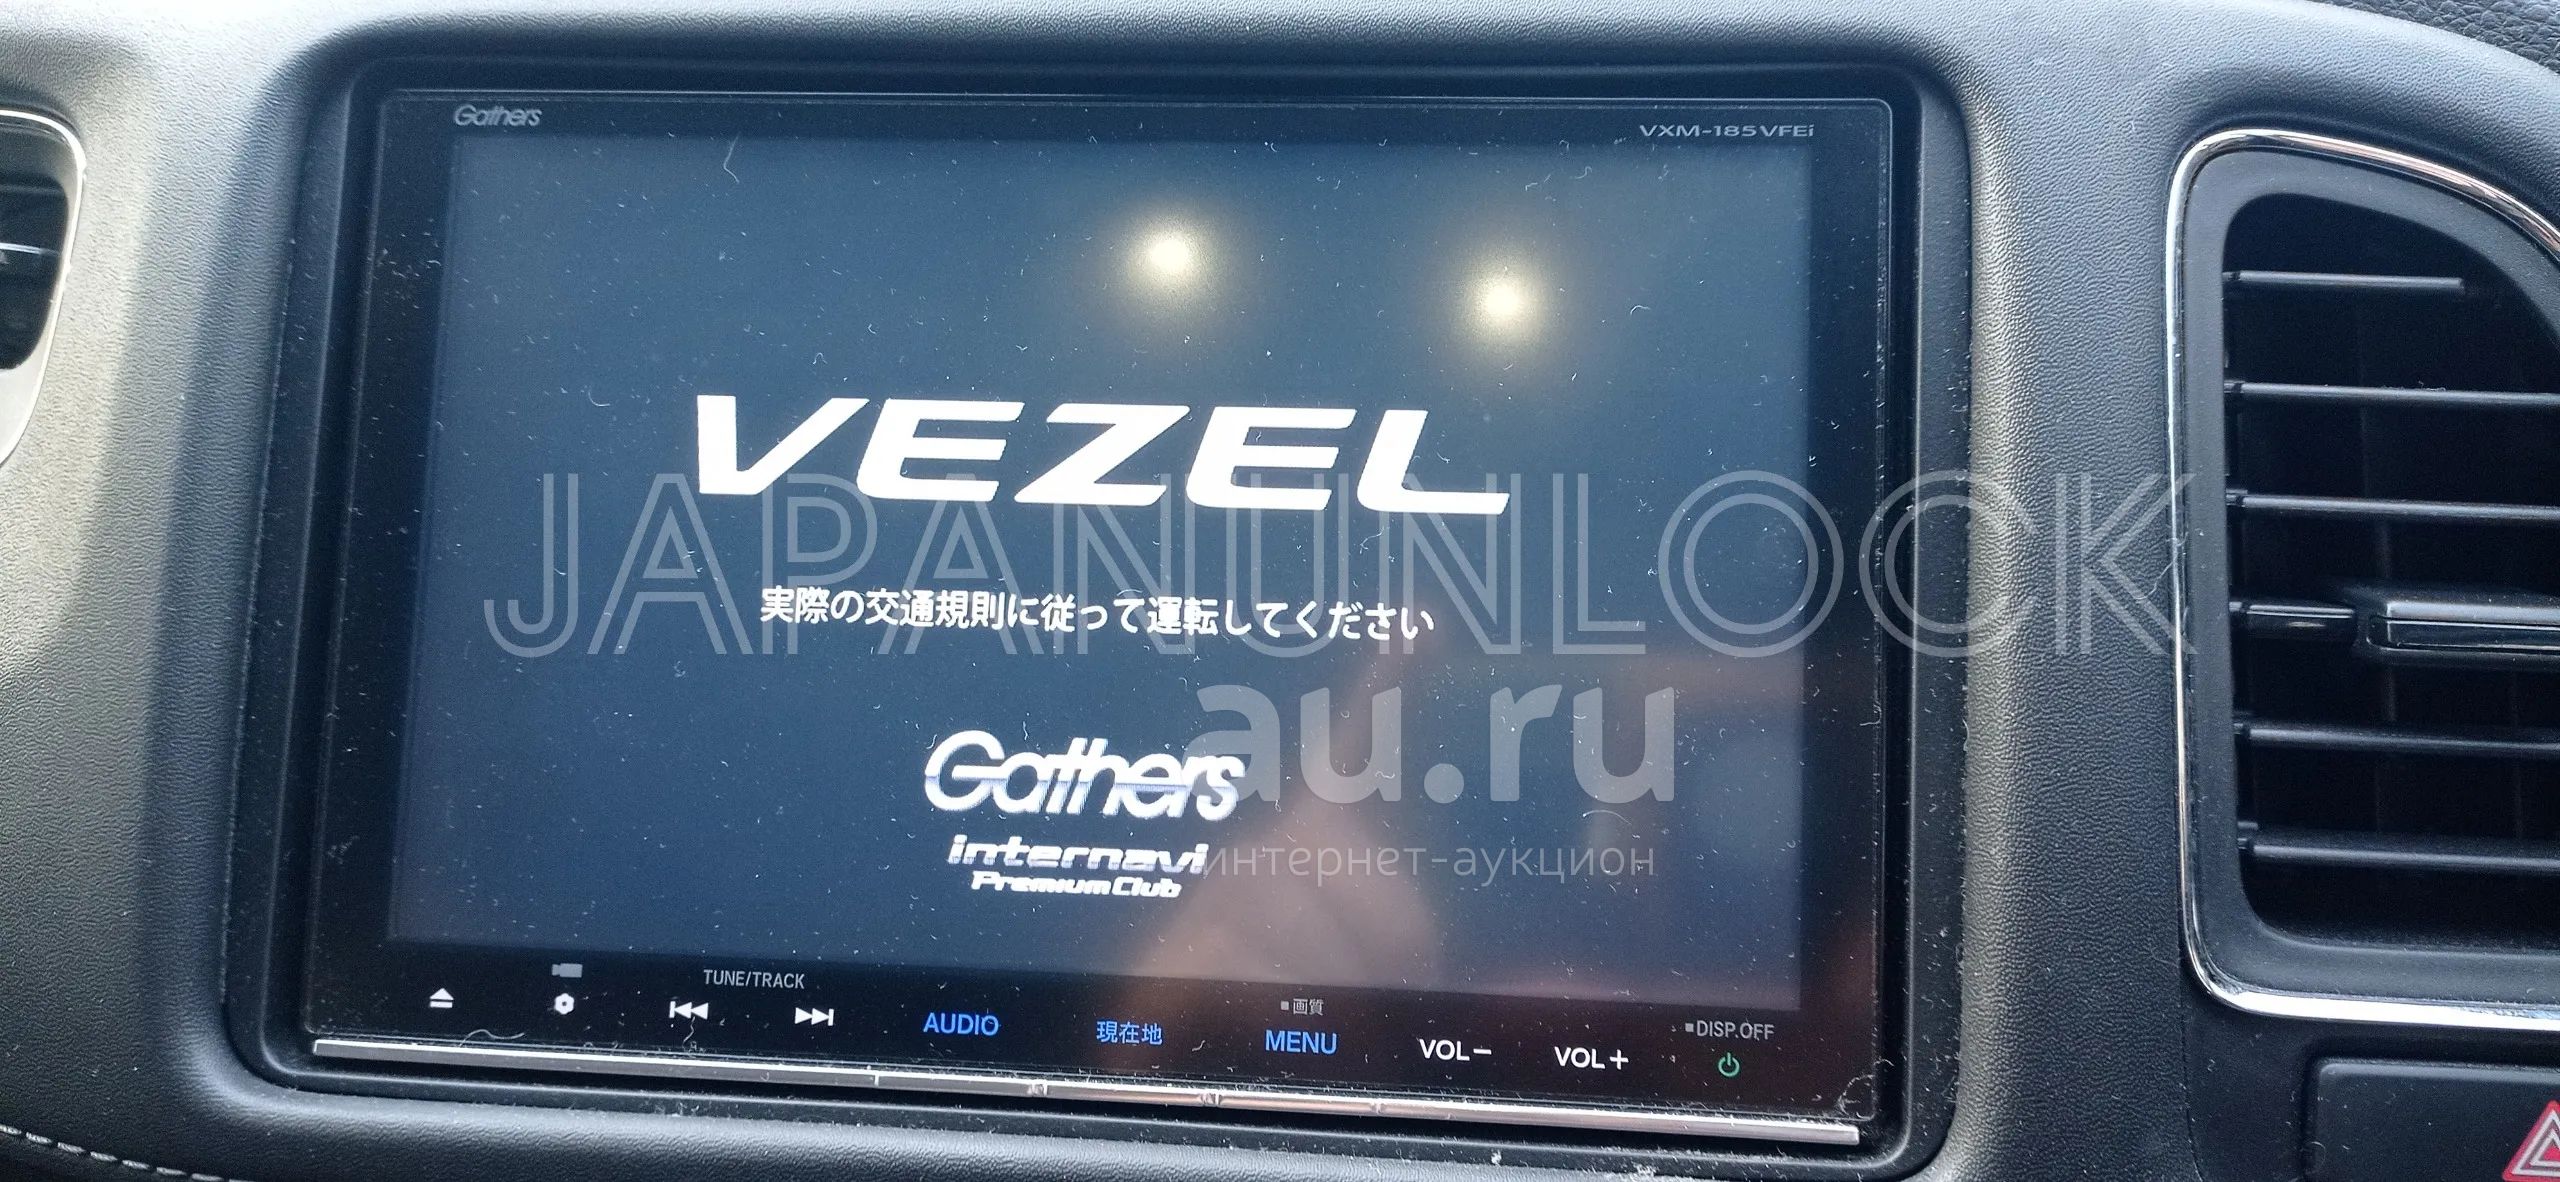 Gathers
VXM-185VFEi
VEZEL
JAPANUNLOCK
実際の交通規則に従って運転してください
au.ru
Gathers
интернет-аукцион
internavi
Premium Club
TUNE/TRACK
AUDIO
現在地
■画質
MENU
VOL−
VOL+
■DISP.OFF